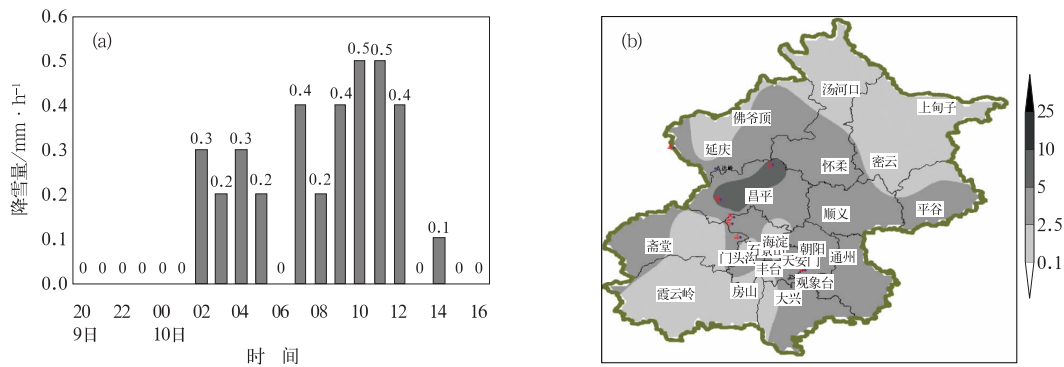 (a)
降雪量/mm·h⁻¹
0.6
0.5
0.4
0.3
0.2
0.1
0.0
0 0 0 0 0 0 0.3 0.2 0.3 0.2 0 0.4 0.2 0.4 0.5 0.5 0.4 0 0.1 0 0
20 22 00 02 04 06 08 10 12 14 16
9日 10日
时 间
(b)
汤河口
上甸子
佛爷顶
延庆
怀柔
密云
昌平
平谷
顺义
斋堂
海淀
朝阳
门头沟
石景山
天安门
通州
丰台
霞云岭
房山
观象台
大兴
25
10
5
2.5
0.1